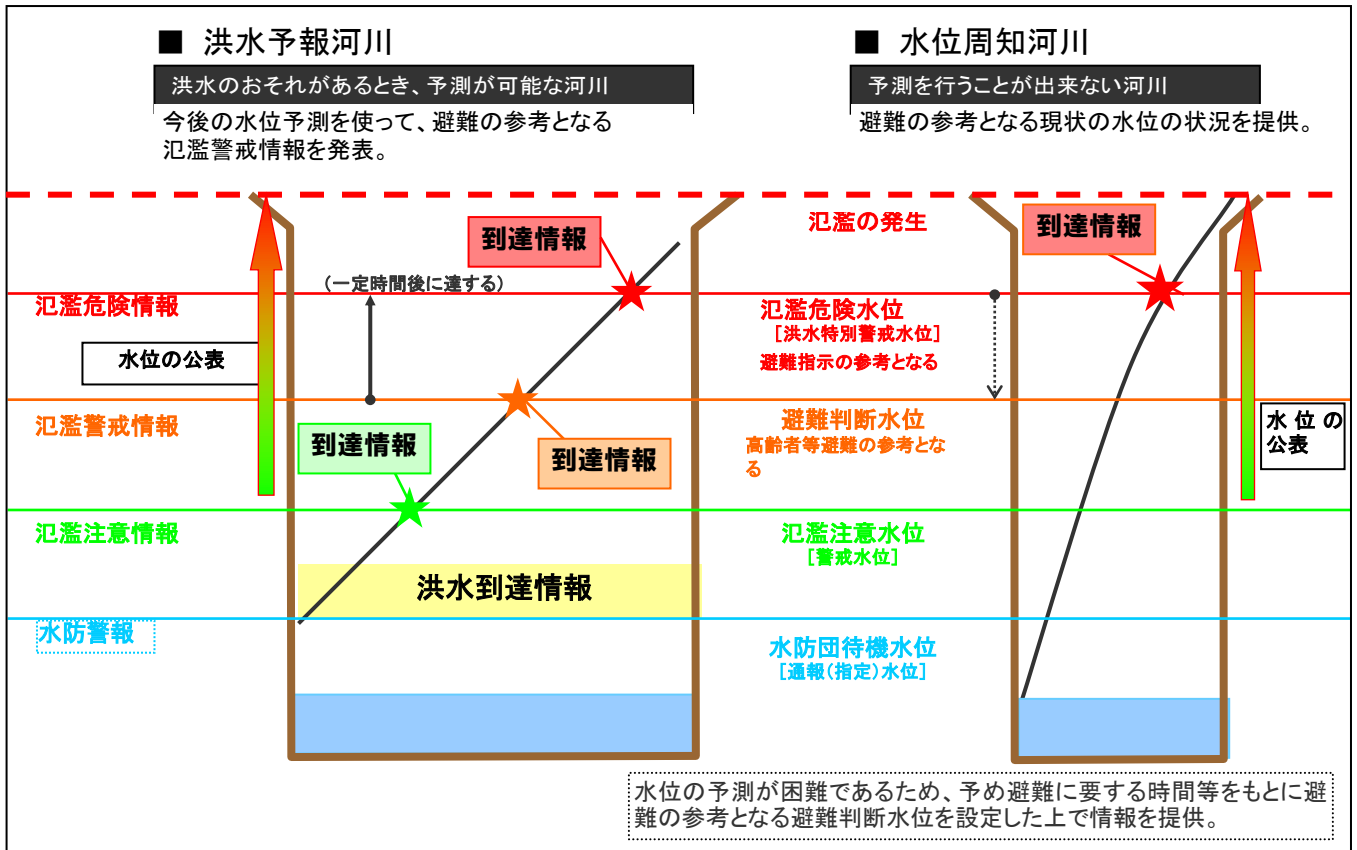 ■ 洪水予報河川
洪水のおそれがあるとき、予測が可能な河川
今後の水位予測を使って、避難の参考となる
氾濫警戒情報を発表。
■ 水位周知河川
予測を行うことが出来ない河川
避難の参考となる現状の水位の状況を提供。
到達情報
氾濫の発生
到達情報
(一定時間後に達する)
氾濫危険情報
氾濫危険水位
[洪水特別警戒水位]
避難指示の参考となる
水位の公表
氾濫警戒情報
到達情報
到達情報
避難判断水位
高齢者等避難の参考とな
る
水位の
公表
氾濫注意情報
氾濫注意水位
[警戒水位]
洪水到達情報
水防警報
水防団待機水位
[通報(指定)水位]
水位の予測が困難であるため、予め避難に要する時間等をもとに避
難の参考となる避難判断水位を設定した上で情報を提供。